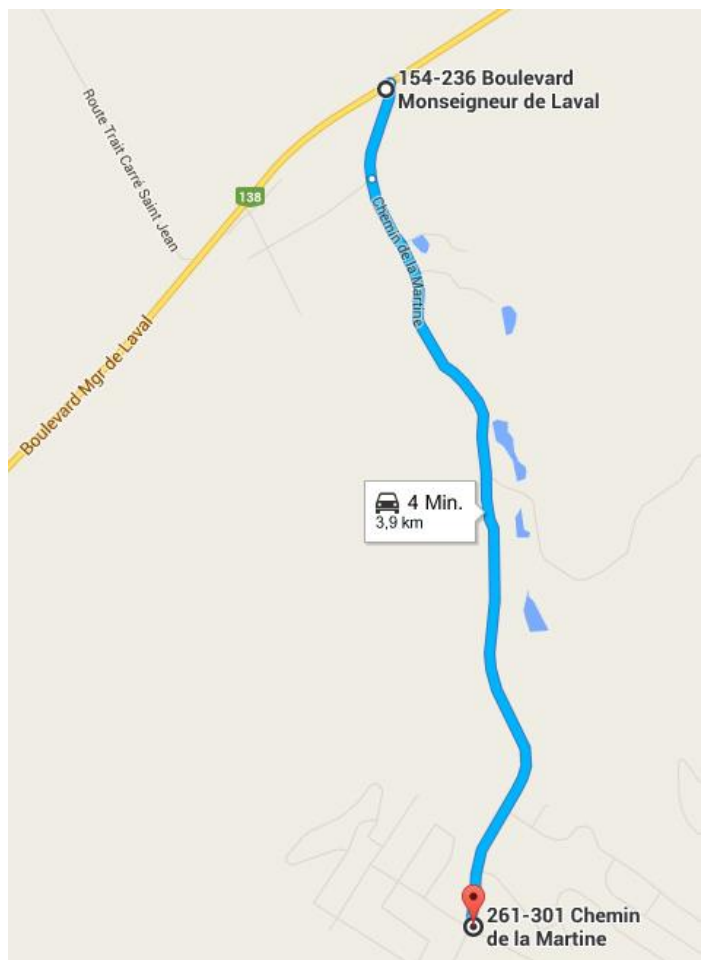 154-236 Boulevard
Monseigneur de Laval
Route Trait Carré Saint Jean
138
Chemin de la Martine
Boulevard Mgr de Laval
4 Min.
3,9 km
261-301 Chemin
de la Martine